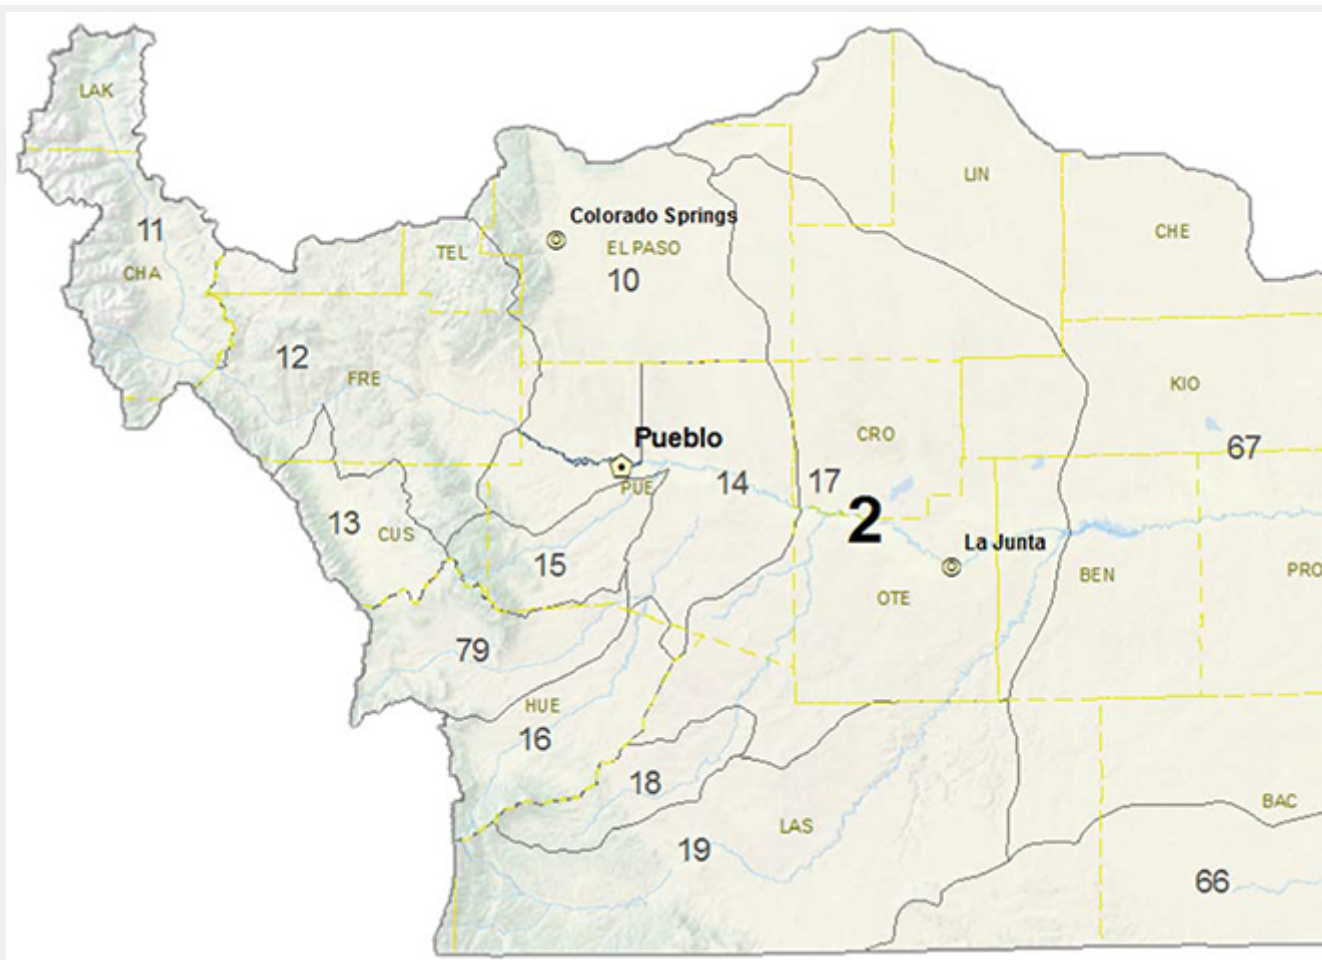 LAK
LIN
11
Colorado Springs
CHE
TEL
EL PASO
CHA
10
12
FRE
KIO
Pueblo
CRO
67
14
17
PUE
2
13
CUS
La Junta
15
BEN
PRO
OTE
79
HUE
16
18
BAC
LAS
19
66